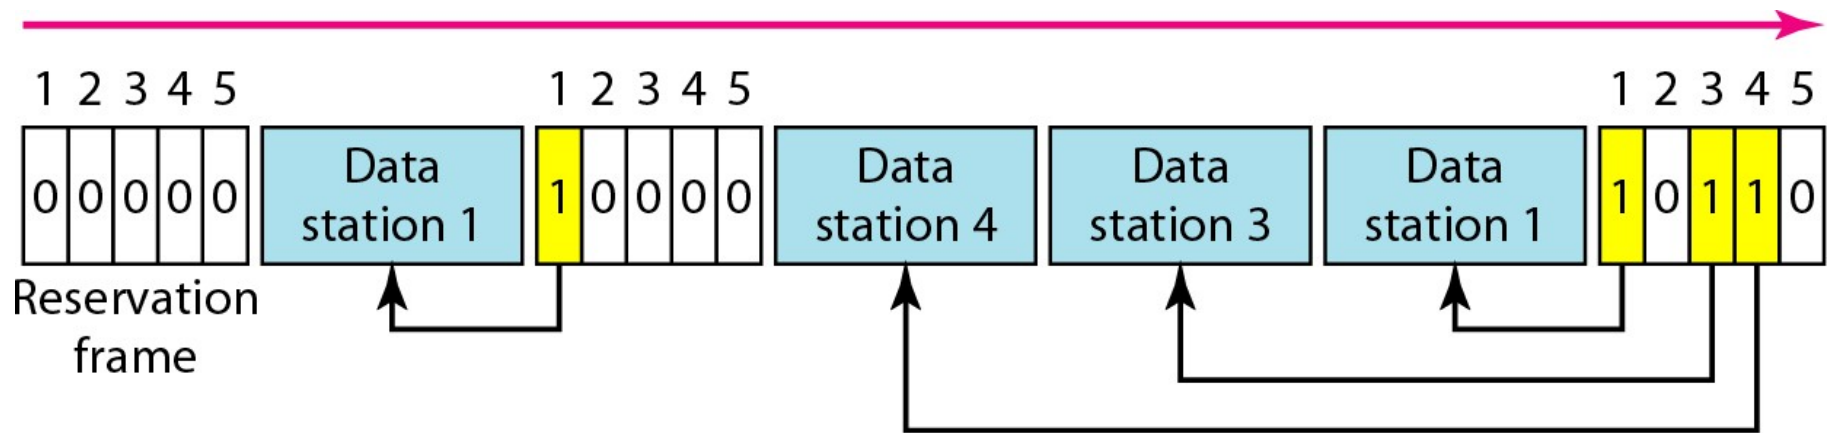 1 2 3 4 5 1 2 3 4 5 1 2 3 4 5
0 0 0 0 0
Data
station 1
1 0 0 0 0
Data
station 4
Data
station 3
Data
station 1
1 0 1 1 0
Reservation
frame